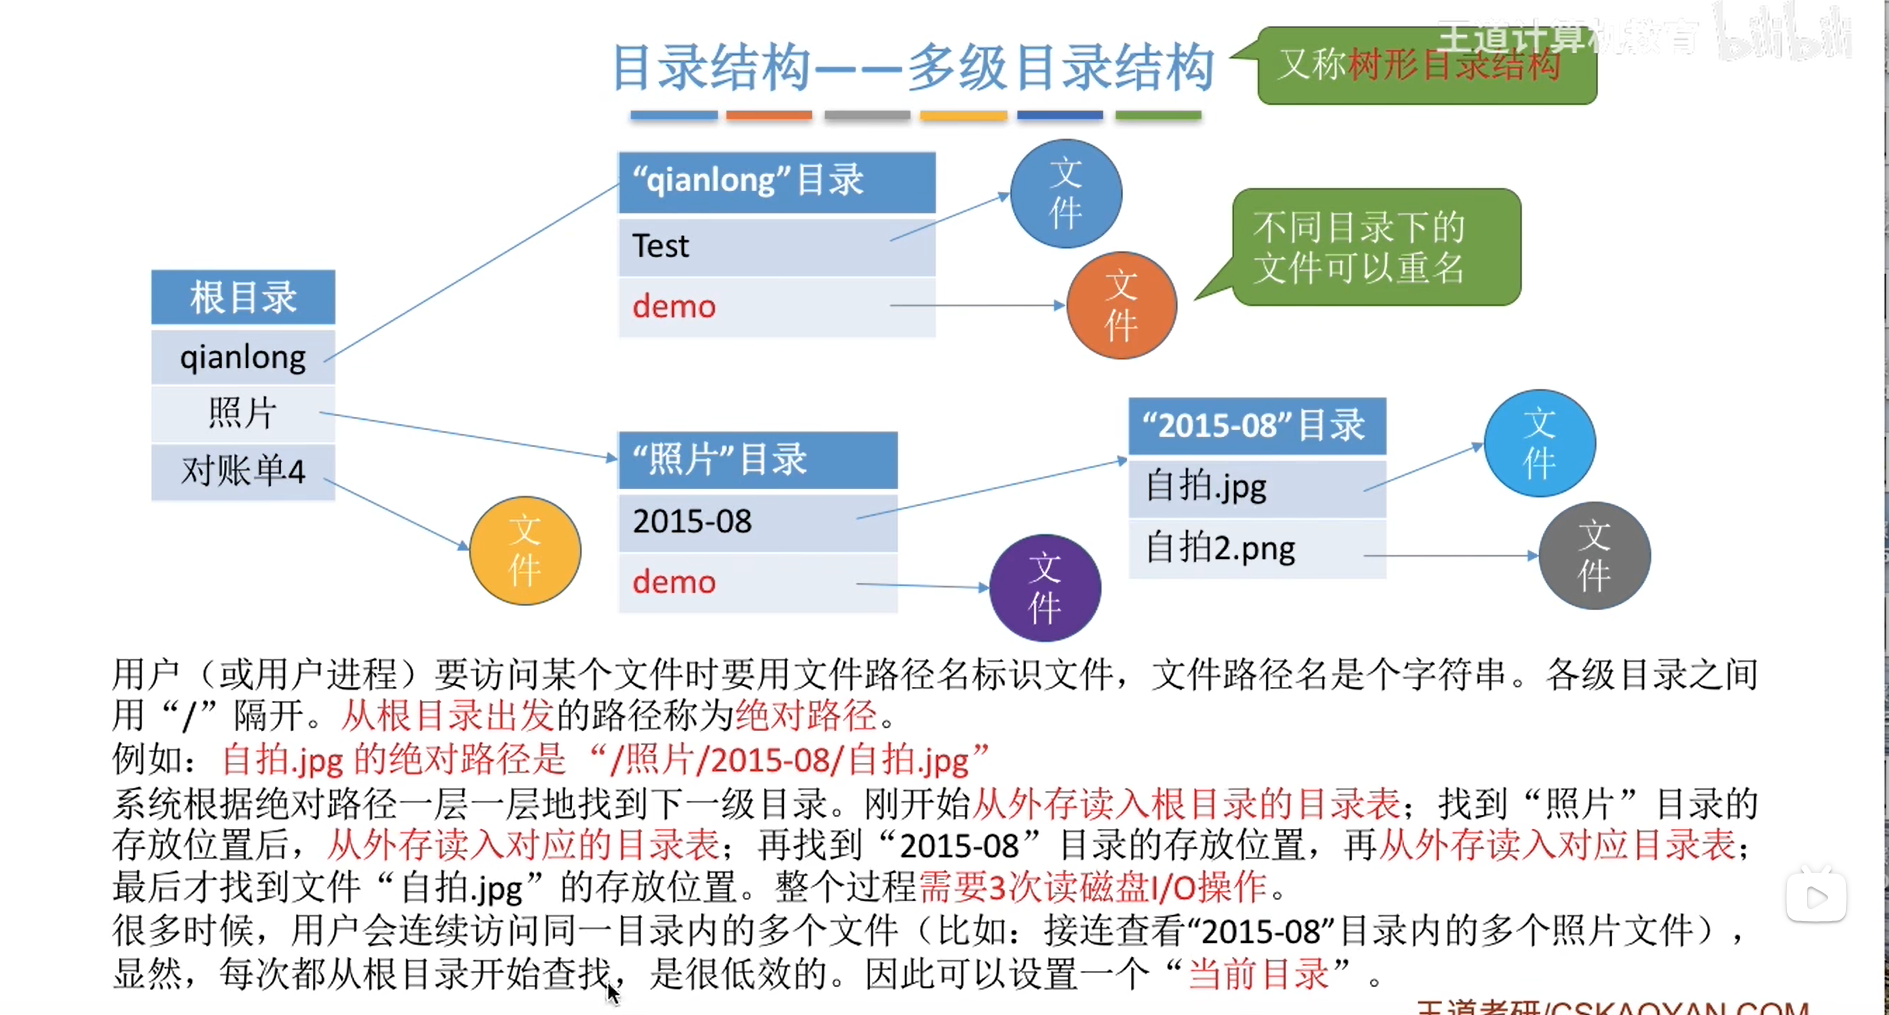 目录结构——多级目录结构
又称树形目录结构
王道计算机教育
bilibili
“qianlong”目录
Test
demo
文
件
文
件
不同目录下的
文件可以重名
根目录
qianlong
照片
对账单4
文
件
“照片”目录
2015-08
demo
文
件
“2015-08”目录
自拍.jpg
自拍2.png
文
件
文
件
用户（或用户进程）要访问某个文件时要用文件路径名标识文件，文件路径名是个字符串。各级目录之间
用“/”隔开。从根目录出发的路径称为绝对路径。
例如：自拍.jpg 的绝对路径是“/照片/2015-08/自拍.jpg”
系统根据绝对路径一层一层地找到下一级目录。刚开始从外存读入根目录的目录表；找到“照片”目录的
存放位置后，从外存读入对应的目录表；再找到“2015-08”目录的存放位置，再从外存读入对应目录表；
最后才找到文件“自拍.jpg”的存放位置。整个过程需要3次读磁盘I/O操作。
很多时候，用户会连续访问同一目录内的多个文件（比如：接连查看“2015-08”目录内的多个照片文件），
显然，每次都从根目录开始查找，是很低效的。因此可以设置一个“当前目录”。
王道考研/CSKAOYAN.COM